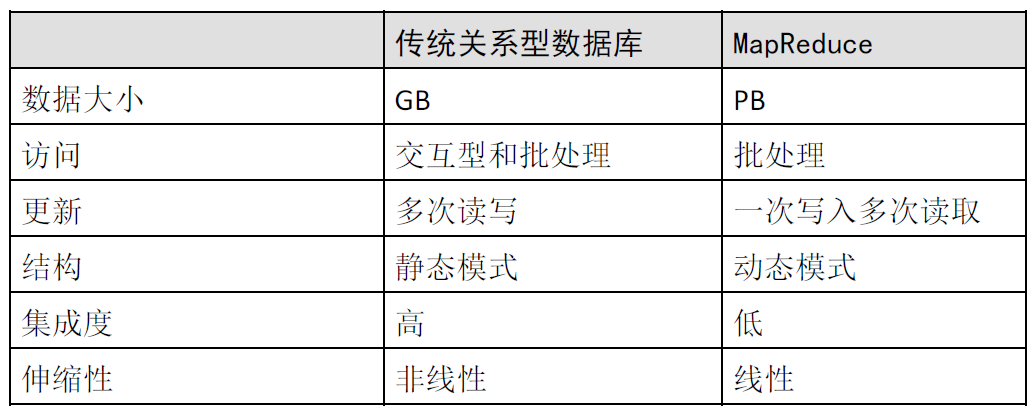 传统关系型数据库 MapReduce
数据大小 GB PB
访问 交互型和批处理 批处理
更新 多次读写 一次写入多次读取
结构 静态模式 动态模式
集成度 高 低
伸缩性 非线性 线性